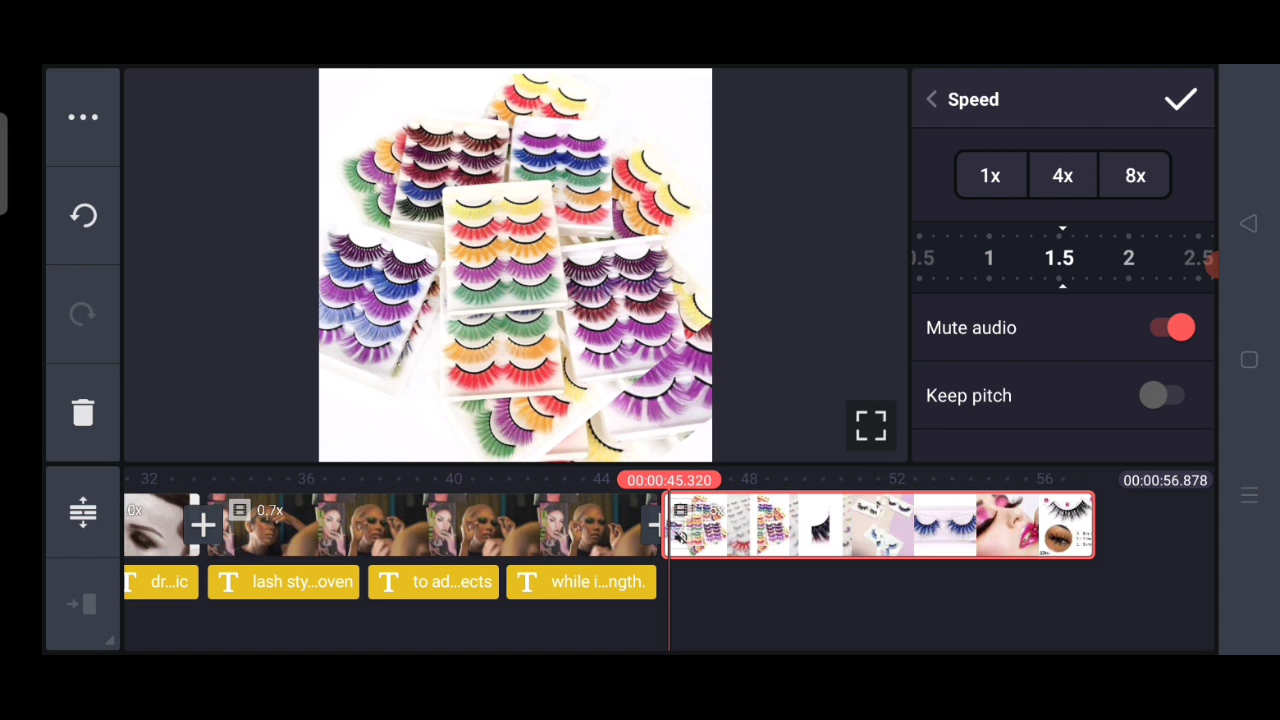 Speed
1x 4x 8x
0.5 1 1.5 2 2.5
Mute audio
Keep pitch
32 36 40 44 00:00:45.320 48 52 56 00:00:56.878
0x 0.7x
T dr...ic T lash sty...oven T to ad...ects T while i...ngth.